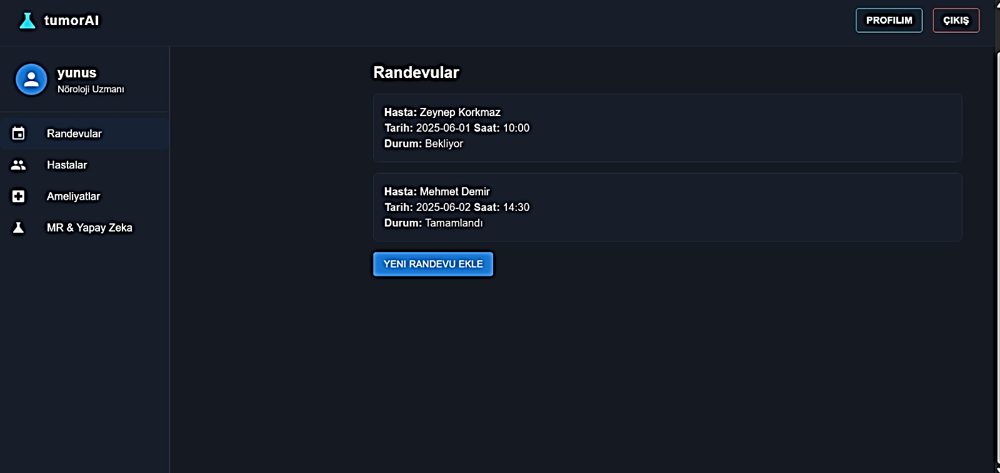 tumorAI
PROFILIM
ÇIKIŞ
yunus
Nöroloji Uzmanı
Randevular
Hastalar
Ameliyatlar
MR & Yapay Zeka
Randevular
Hasta: Zeynep Korkmaz
Tarih: 2025-06-01 Saat: 10:00
Durum: Bekliyor
Hasta: Mehmet Demir
Tarih: 2025-06-02 Saat: 14:30
Durum: Tamamlandı
YENI RANDEVU EKLE